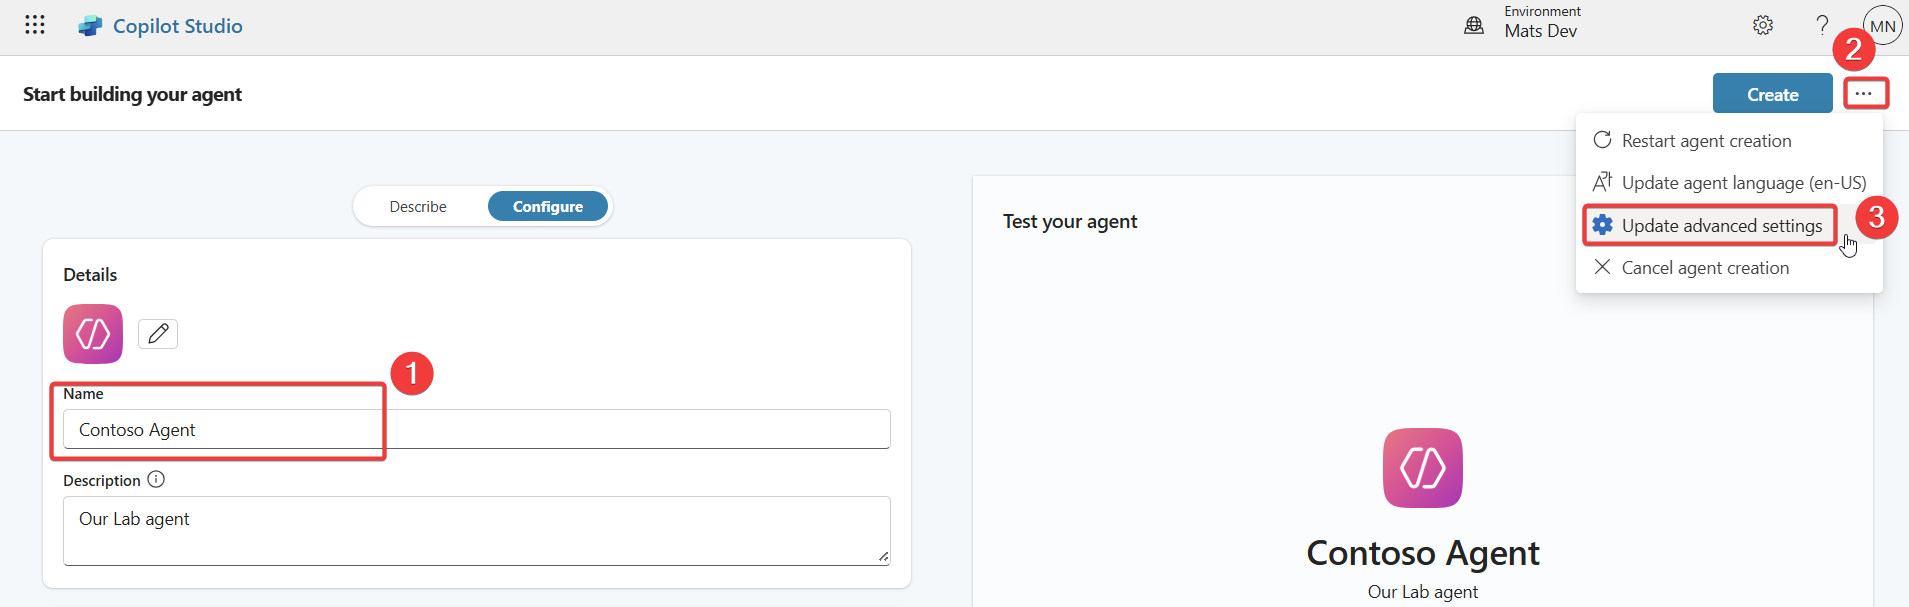 Copilot Studio
Environment
Mats Dev
?
MN
2
Start building your agent
Create
...
Restart agent creation
Update agent language (en-US)
Update advanced settings
3
Cancel agent creation
Describe
Configure
Details
1
Name
Contoso Agent
Description
Our Lab agent
Test your agent
Contoso Agent
Our Lab agent